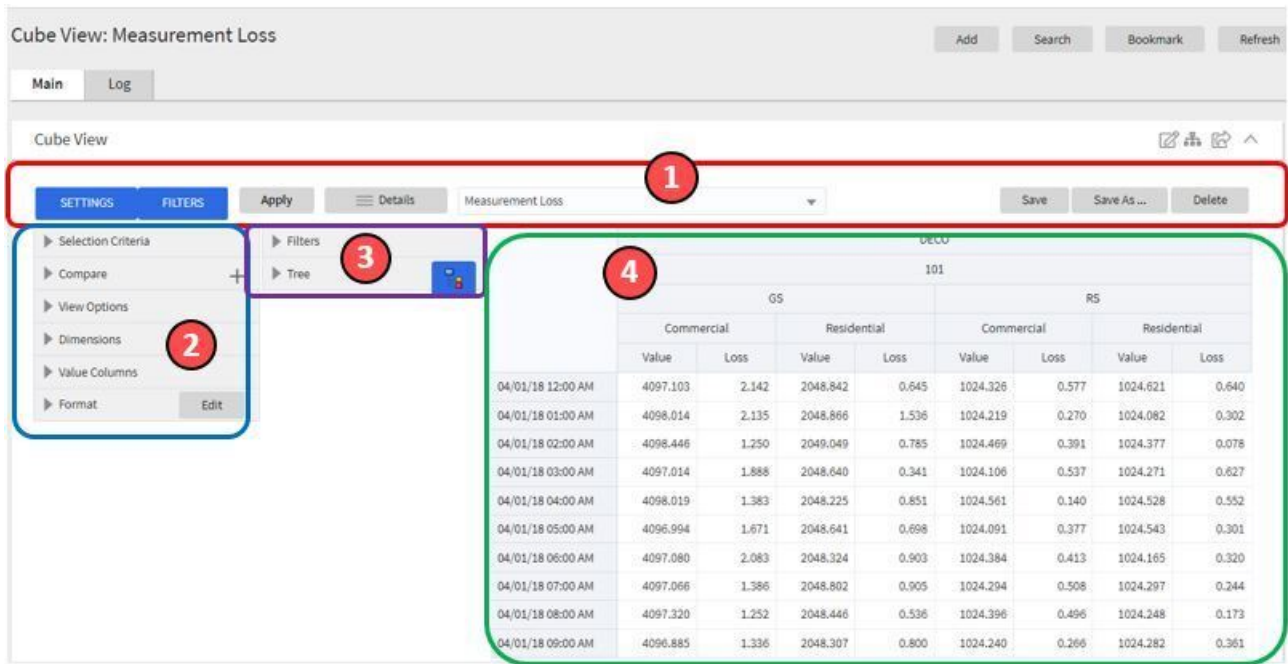 Cube View: Measurement Loss
Add Search Bookmark Refresh
Main Log
Cube View
1
SETTINGS FILTERS Apply Details Measurement Loss Save Save As ... Delete
Selection Criteria
Compare
View Options
Dimensions
Value Columns
Format Edit
2
Filters
Tree
3
4
DECO
101
GS RS
Commercial Residential Commercial Residential
Value Loss Value Loss Value Loss Value Loss
04/01/18 12:00 AM 4097.103 2.142 2048.842 0.645 1024.326 0.577 1024.621 0.640
04/01/18 01:00 AM 4098.014 2.135 2048.866 1.536 1024.219 0.270 1024.082 0.302
04/01/18 02:00 AM 4098.446 1.250 2049.049 0.785 1024.469 0.391 1024.377 0.078
04/01/18 03:00 AM 4097.014 1.888 2048.640 0.341 1024.106 0.537 1024.271 0.627
04/01/18 04:00 AM 4098.019 1.383 2048.225 0.851 1024.561 0.140 1024.528 0.552
04/01/18 05:00 AM 4096.994 1.671 2048.641 0.698 1024.091 0.377 1024.543 0.301
04/01/18 06:00 AM 4097.080 2.083 2048.324 0.903 1024.384 0.413 1024.165 0.320
04/01/18 07:00 AM 4097.066 1.386 2048.802 0.905 1024.294 0.508 1024.297 0.244
04/01/18 08:00 AM 4097.320 1.252 2048.446 0.536 1024.396 0.496 1024.248 0.173
04/01/18 09:00 AM 4096.885 1.336 2048.307 0.800 1024.240 0.266 1024.282 0.361